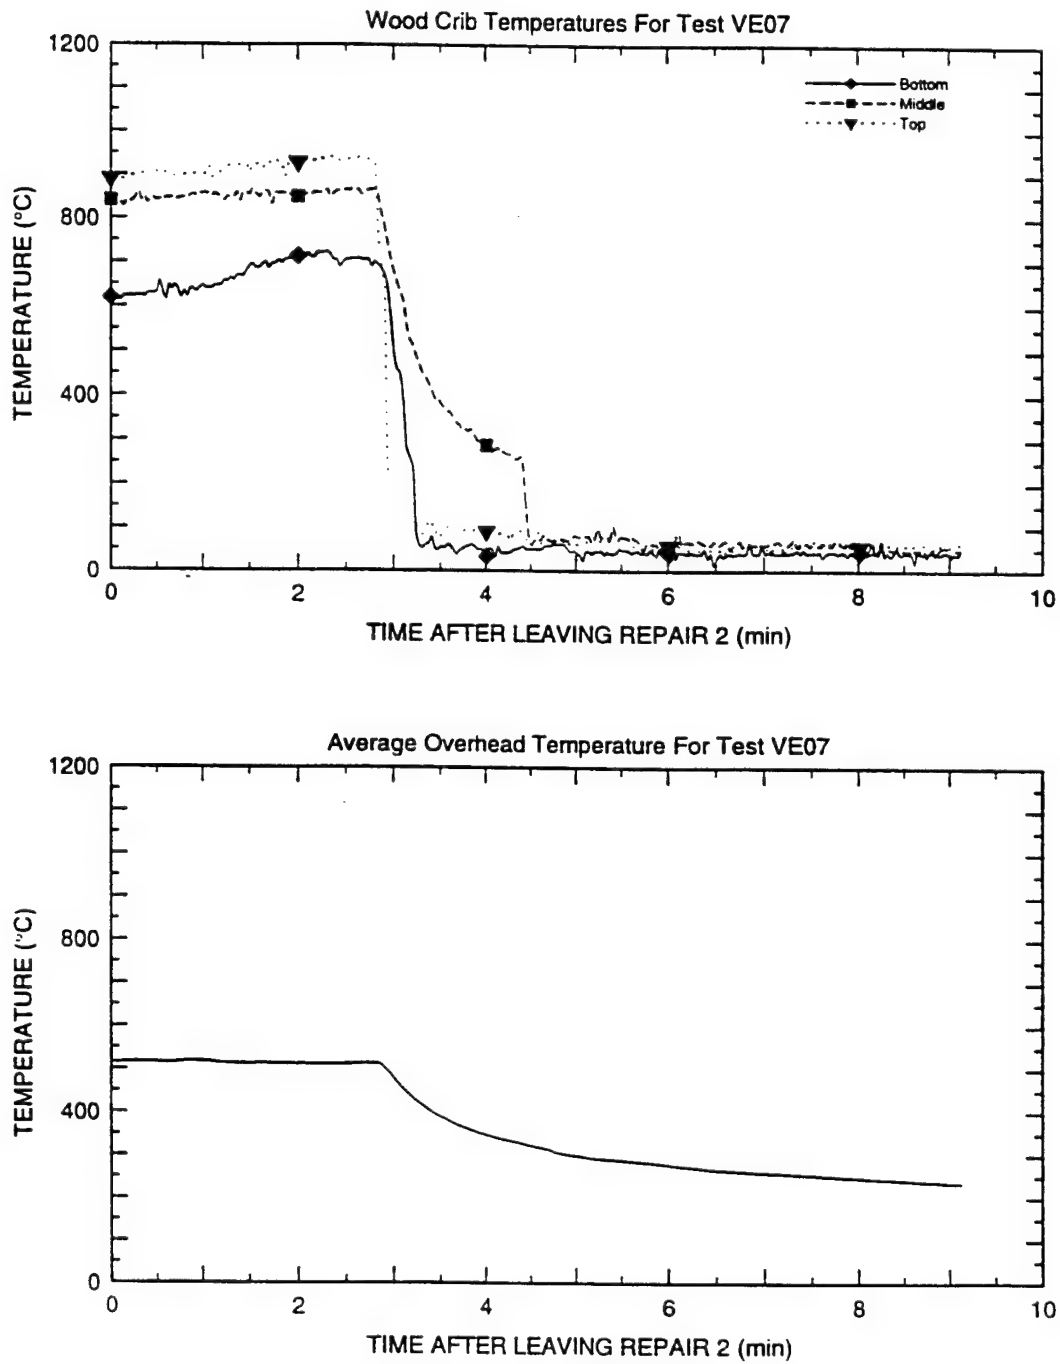 Wood Crib Temperatures For Test VE07
1200
800
400
0
TEMPERATURE (°C)
Bottom
Middle
Top
0 2 4 6 8 10
TIME AFTER LEAVING REPAIR 2 (min)
Average Overhead Temperature For Test VE07
1200
800
400
0
TEMPERATURE (°C)
0 2 4 6 8 10
TIME AFTER LEAVING REPAIR 2 (min)